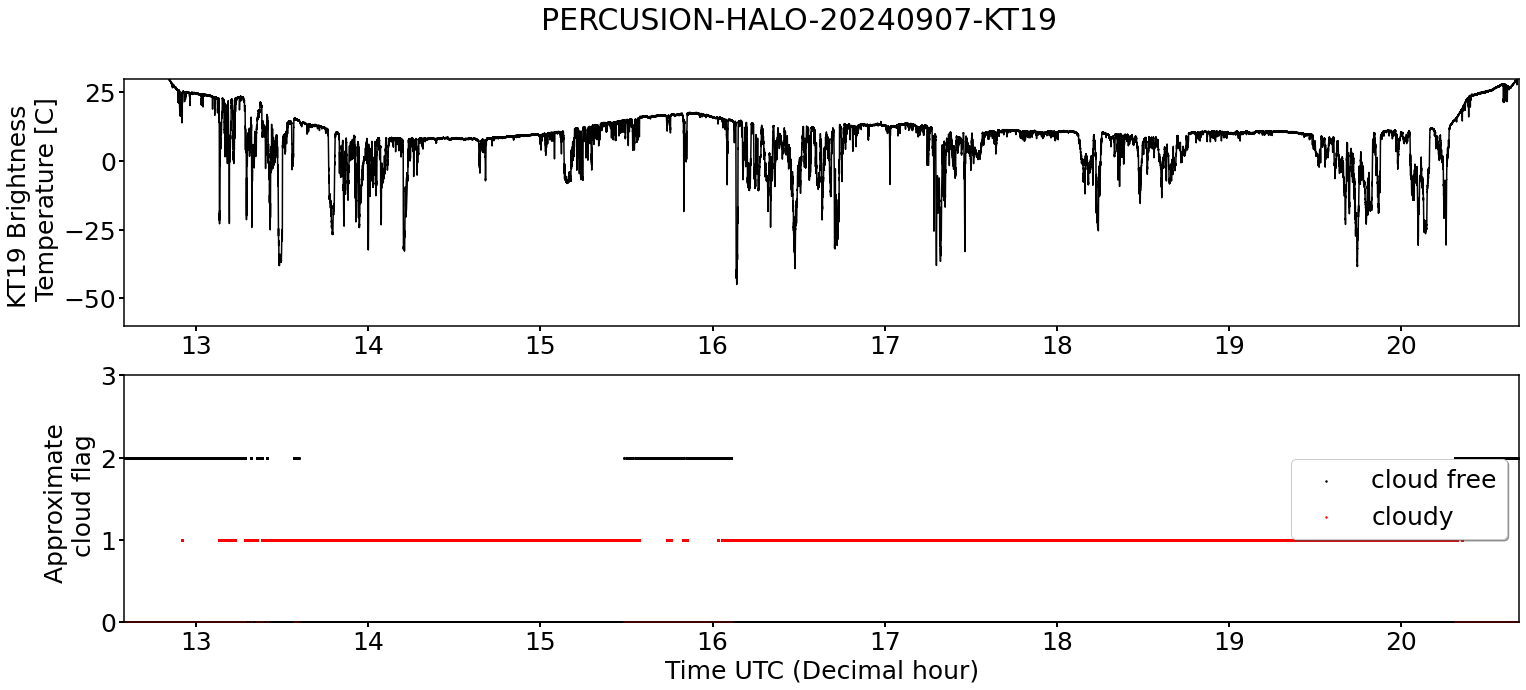 PERCUSION-HALO-20240907-KT19
KT19 Brightness
Temperature [C]
25
0
−25
−50
13 14 15 16 17 18 19 20
Approximate
cloud flag
3
2
1
0
cloud free
cloudy
13 14 15 16 17 18 19 20
Time UTC (Decimal hour)